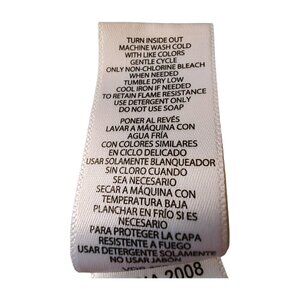 TURN INSIDE OUT
MACHINE WASH COLD
WITH LIKE COLORS
GENTLE CYCLE
ONLY NON-CHLORINE BLEACH
WHEN NEEDED
TUMBLE DRY LOW
COOL IRON IF NEEDED
TO RETAIN FLAME RESISTANCE
USE DETERGENT ONLY
DO NOT USE SOAP
PONER AL REVÉS
LAVAR A MÁQUINA CON
AGUA FRÍA
CON COLORES SIMILARES
EN CICLO DELICADO
USAR SOLAMENTE BLANQUEADOR
SIN CLORO CUANDO
SEA NECESARIO
SECAR A MÁQUINA CON
TEMPERATURA BAJA
PLANCHAR EN FRÍO SI ES
NECESARIO
PARA PROTEGER LA CAPA
RESISTENTE A FUEGO
USAR DETERGENTE SOLAMENTE
NO USAR JABÓN
2008